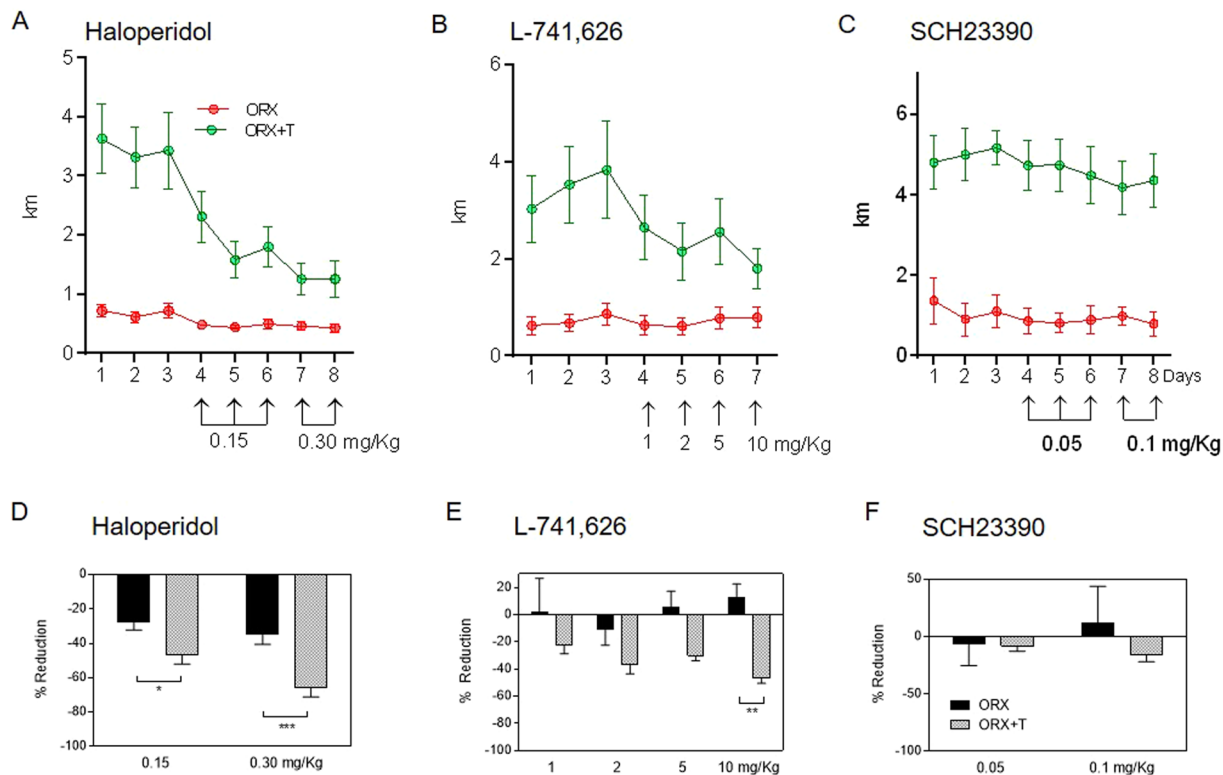 A Haloperidol
B L-741,626
C SCH23390
5
4
3
2
1
0
km
ORX
ORX+T
1 2 3 4 5 6 7 8
0.15 0.30 mg/Kg
6
4
2
0
km
1 2 3 4 5 6 7
1 2 5 10 mg/Kg
6
4
2
0
km
1 2 3 4 5 6 7 8 Days
0.05 0.1 mg/Kg
D Haloperidol
E L-741,626
F SCH23390
0
-20
-40
-60
-80
-100
% Reduction
*
***
0.15 0.30 mg/Kg
20
0
-20
-40
-60
-80
-100
% Reduction
**
1 2 5 10 mg/Kg
50
0
-50
-100
% Reduction
ORX
ORX+T
0.05 0.1 mg/Kg